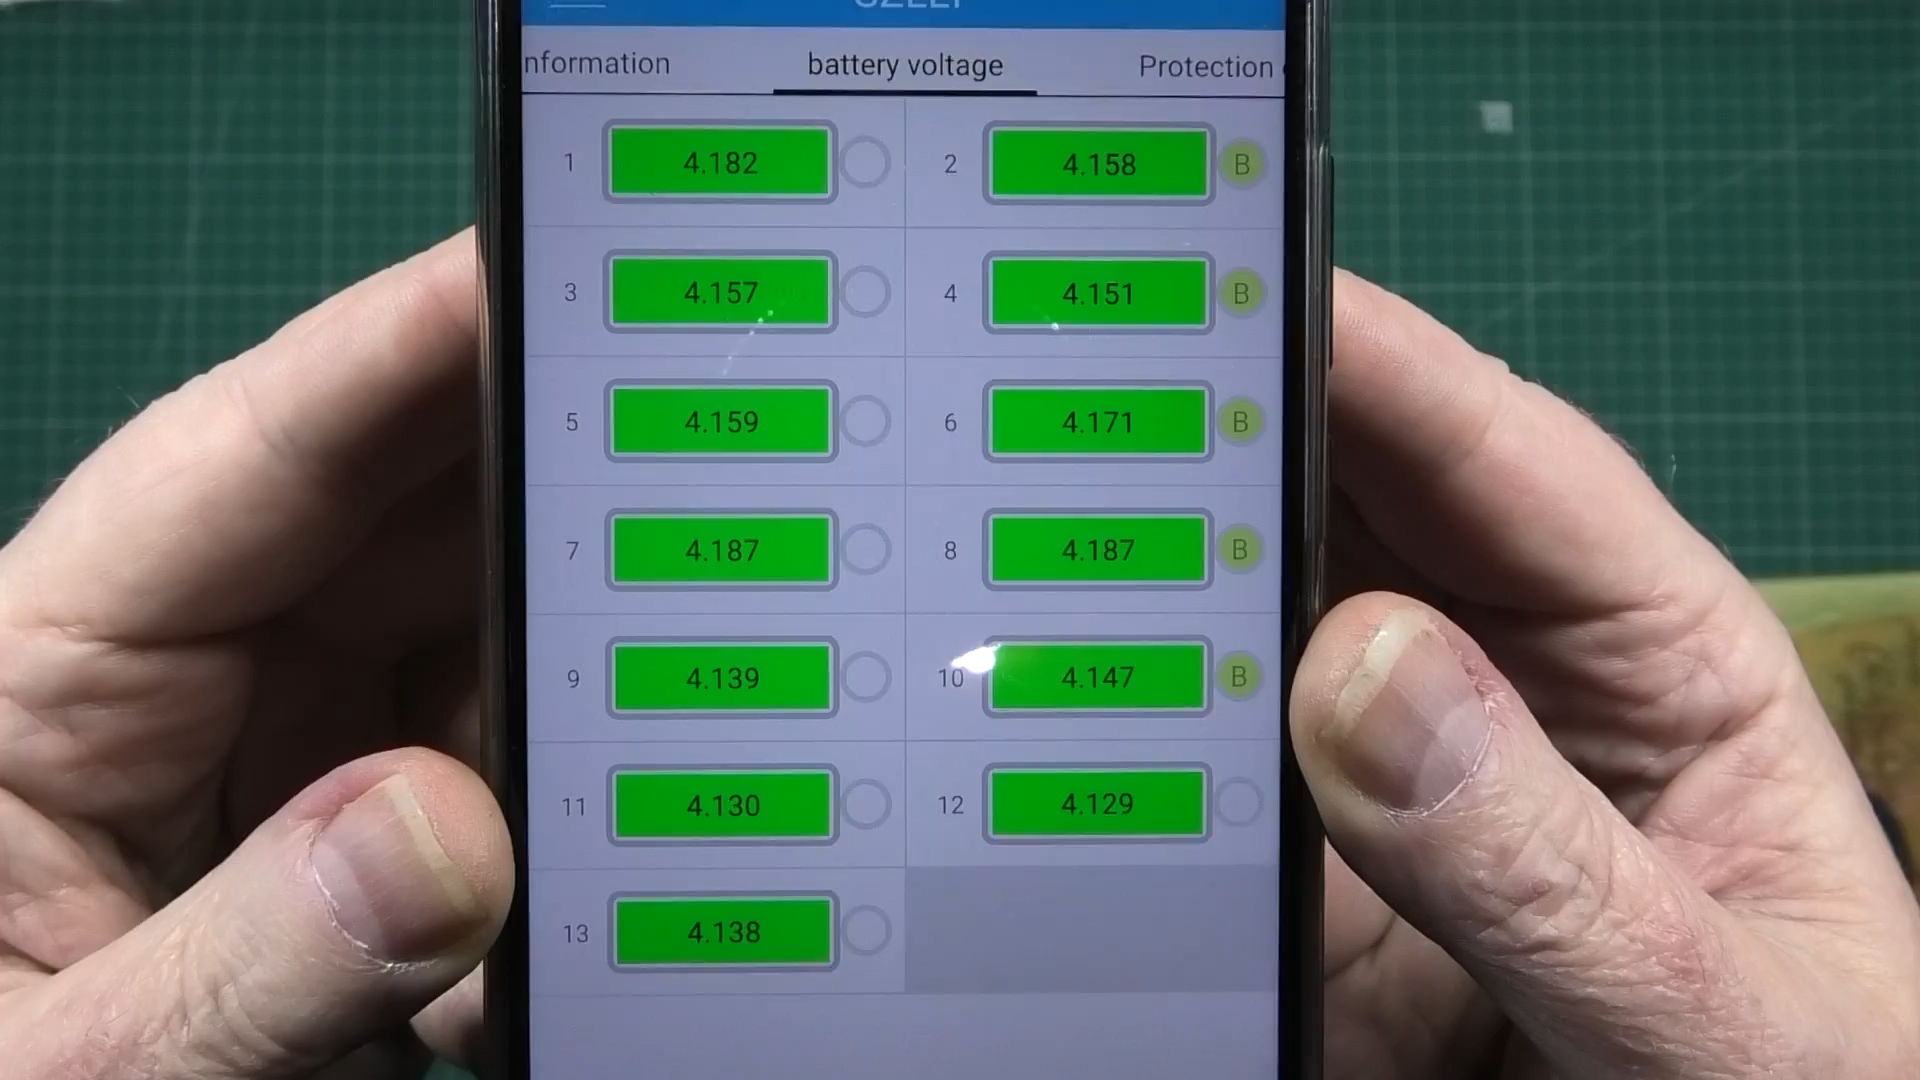 nformation battery voltage Protection
1 4.182 2 4.158 B
3 4.157 4 4.151 B
5 4.159 6 4.171 B
7 4.187 8 4.187 B
9 4.139 10 4.147 B
11 4.130 12 4.129
13 4.138